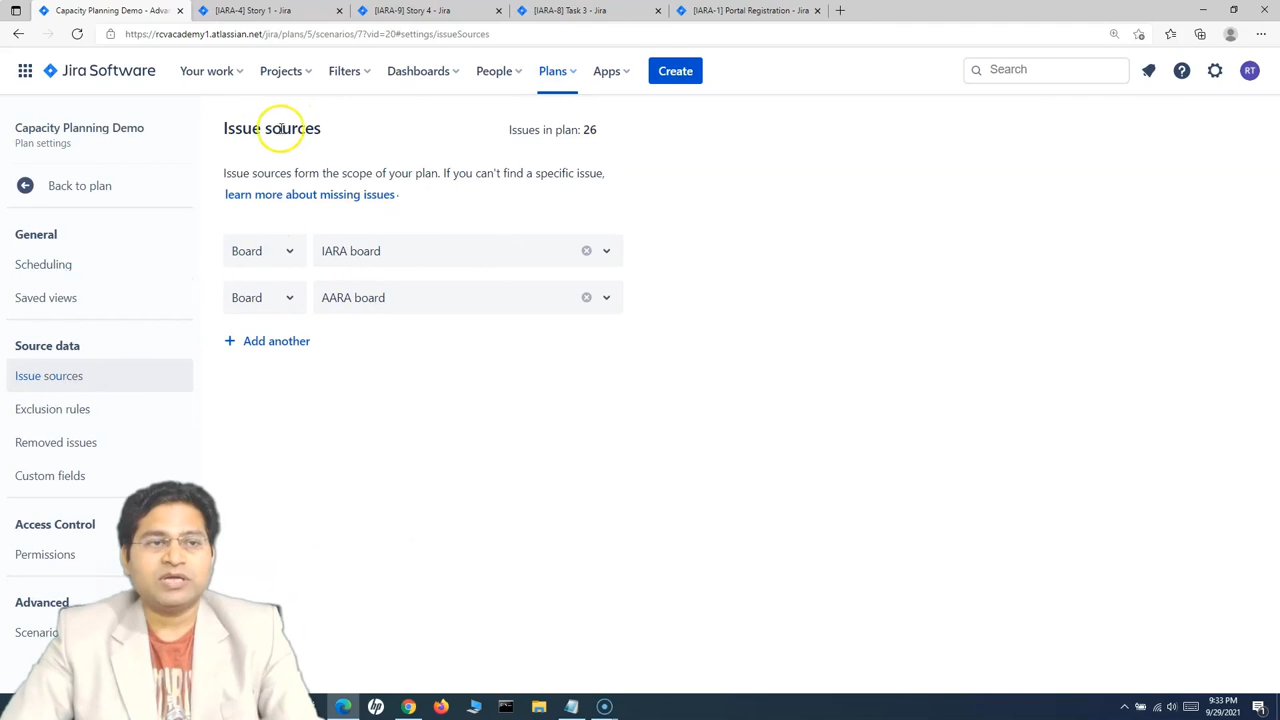 Capacity Planning Demo - Adva
[IARA-4] Story 1 - Jira
[IARA-9] Story 4 - Jira
[IARA-8] Task 3 - Jira
[IARA-1] Portal Registration - Jira
https://rcvacademy1.atlassian.net/jira/plans/5/scenarios/7?vid=20#settings/issueSources
Jira Software
Your work
Projects
Filters
Dashboards
People
Plans
Apps
Create
Search
RT
Capacity Planning Demo
Plan settings
Back to plan
General
Scheduling
Saved views
Source data
Issue sources
Exclusion rules
Removed issues
Custom fields
Access Control
Permissions
Advanced
Scenario
Issue sources
Issues in plan: 26
Issue sources form the scope of your plan. If you can't find a specific issue,
learn more about missing issues.
Board
IARA board
Board
AARA board
+ Add another
hp
9:33 PM
9/29/2021